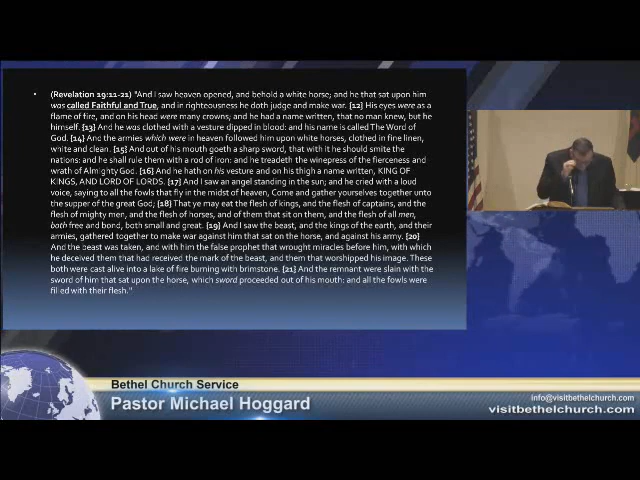 • (Revelation 19:11-21) "And I saw heaven opened, and behold a white horse; and he that sat upon him
was called Faithful and True, and in righteousness he doth judge and make war. [12] His eyes were as a
flame of fire, and on his head were many crowns; and he had a name written, that no man knew, but he
himself. [13] And he was clothed with a vesture dipped in blood: and his name is called The Word of
God. [14] And the armies which were in heaven followed him upon white horses, clothed in fine linen,
white and clean. [15] And out of his mouth goeth a sharp sword, that with it he should smite the
nations: and he shall rule them with a rod of iron: and he treadeth the winepress of the fierceness and
wrath of Almighty God. [16] And he hath on his vesture and on his thigh a name written, KING OF
KINGS, AND LORD OF LORDS. [17] And I saw an angel standing in the sun; and he cried with a loud
voice, saying to all the fowls that fly in the midst of heaven, Come and gather yourselves together unto
the supper of the great God; [18] That ye may eat the flesh of kings, and the flesh of captains, and the
flesh of mighty men, and the flesh of horses, and of them that sit on them, and the flesh of all men,
both free and bond, both small and great. [19] And I saw the beast, and the kings of the earth, and their
armies, gathered together to make war against him that sat on the horse, and against his army. [20]
And the beast was taken, and with him the false prophet that wrought miracles before him, with which
he deceived them that had received the mark of the beast, and them that worshipped his image. These
both were cast alive into a lake of fire burning with brimstone. [21] And the remnant were slain with the
sword of him that sat upon the horse, which sword proceeded out of his mouth: and all the fowls were
filled with their flesh."
Bethel Church Service
Pastor Michael Hoggard
info@visitbethelchurch.com
visitbethelchurch.com